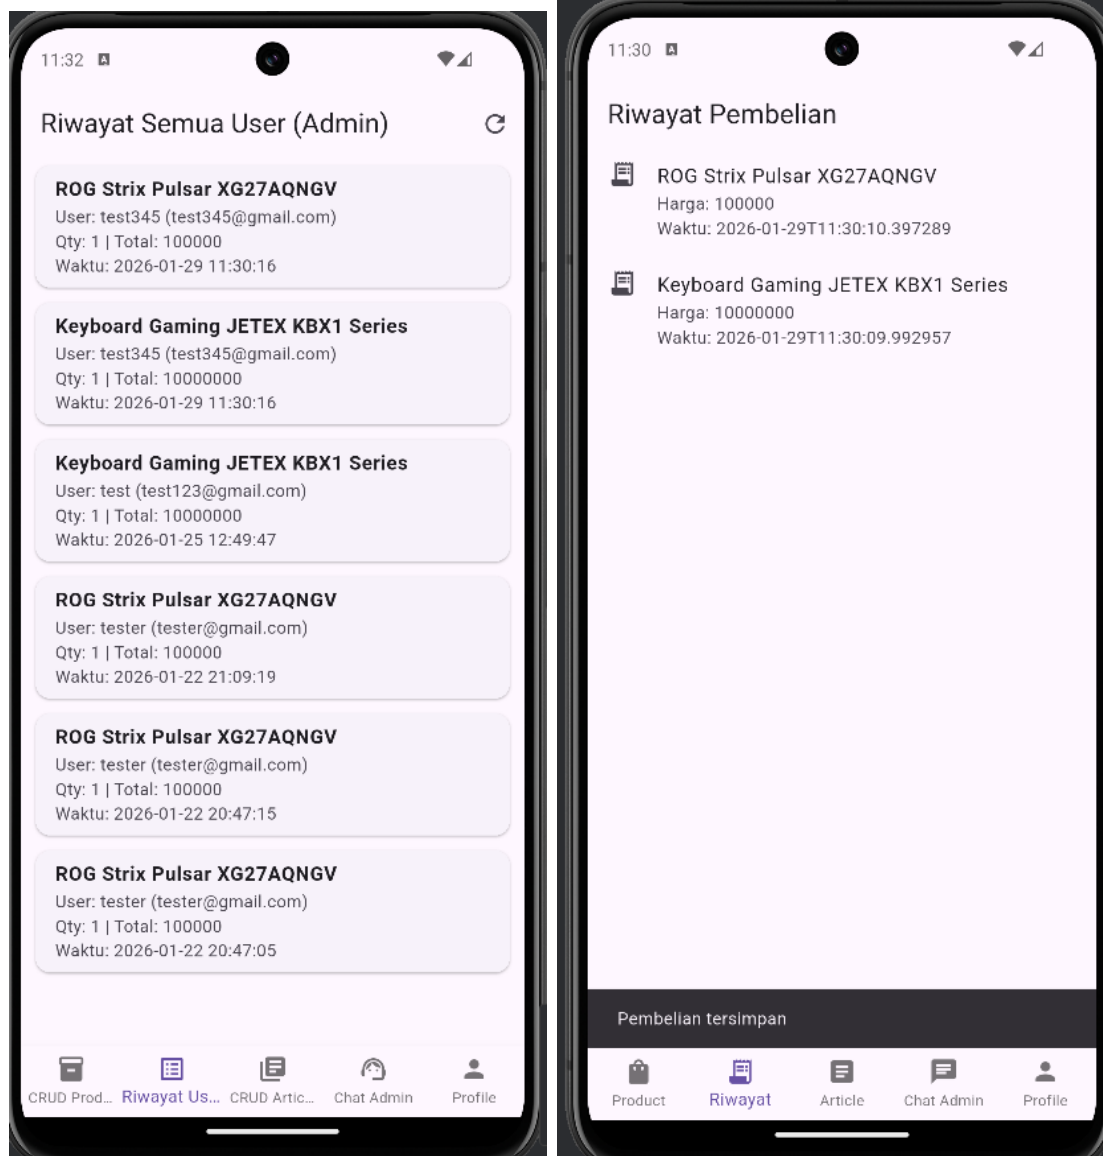 11:32
Riwayat Semua User (Admin)
ROG Strix Pulsar XG27AQNGV
User: test345 (test345@gmail.com)
Qty: 1 | Total: 100000
Waktu: 2026-01-29 11:30:16
Keyboard Gaming JETEX KBX1 Series
User: test345 (test345@gmail.com)
Qty: 1 | Total: 10000000
Waktu: 2026-01-29 11:30:16
Keyboard Gaming JETEX KBX1 Series
User: test (test123@gmail.com)
Qty: 1 | Total: 10000000
Waktu: 2026-01-25 12:49:47
ROG Strix Pulsar XG27AQNGV
User: tester (tester@gmail.com)
Qty: 1 | Total: 100000
Waktu: 2026-01-22 21:09:19
ROG Strix Pulsar XG27AQNGV
User: tester (tester@gmail.com)
Qty: 1 | Total: 100000
Waktu: 2026-01-22 20:47:15
ROG Strix Pulsar XG27AQNGV
User: tester (tester@gmail.com)
Qty: 1 | Total: 100000
Waktu: 2026-01-22 20:47:05
CRUD Prod... Riwayat Us... CRUD Artic... Chat Admin Profile
11:30
Riwayat Pembelian
ROG Strix Pulsar XG27AQNGV
Harga: 100000
Waktu: 2026-01-29T11:30:10.397289
Keyboard Gaming JETEX KBX1 Series
Harga: 10000000
Waktu: 2026-01-29T11:30:09.992957
Pembelian tersimpan
Product Riwayat Article Chat Admin Profile